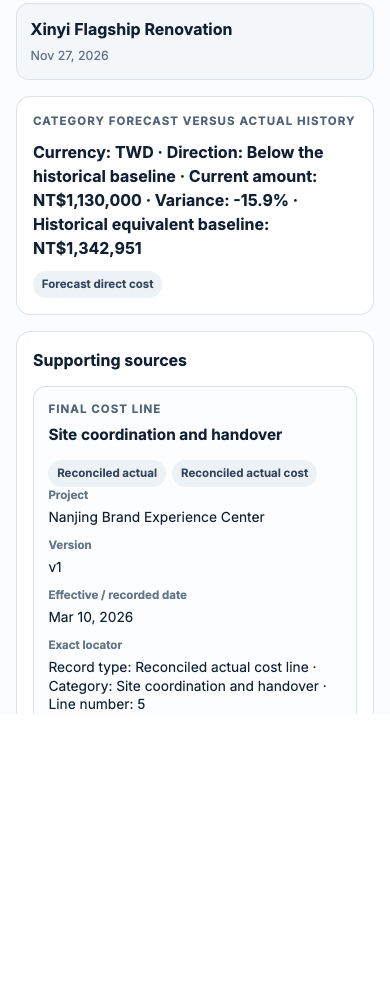 Xinyi Flagship Renovation
Nov 27, 2026
CATEGORY FORECAST VERSUS ACTUAL HISTORY
Currency: TWD · Direction: Below the
historical baseline · Current amount:
NT$1,130,000 · Variance: -15.9% ·
Historical equivalent baseline:
NT$1,342,951
Forecast direct cost
Supporting sources
FINAL COST LINE
Site coordination and handover
Reconciled actual Reconciled actual cost
Project
Nanjing Brand Experience Center
Version
v1
Effective / recorded date
Mar 10, 2026
Exact locator
Record type: Reconciled actual cost line ·
Category: Site coordination and handover ·
Line number: 5